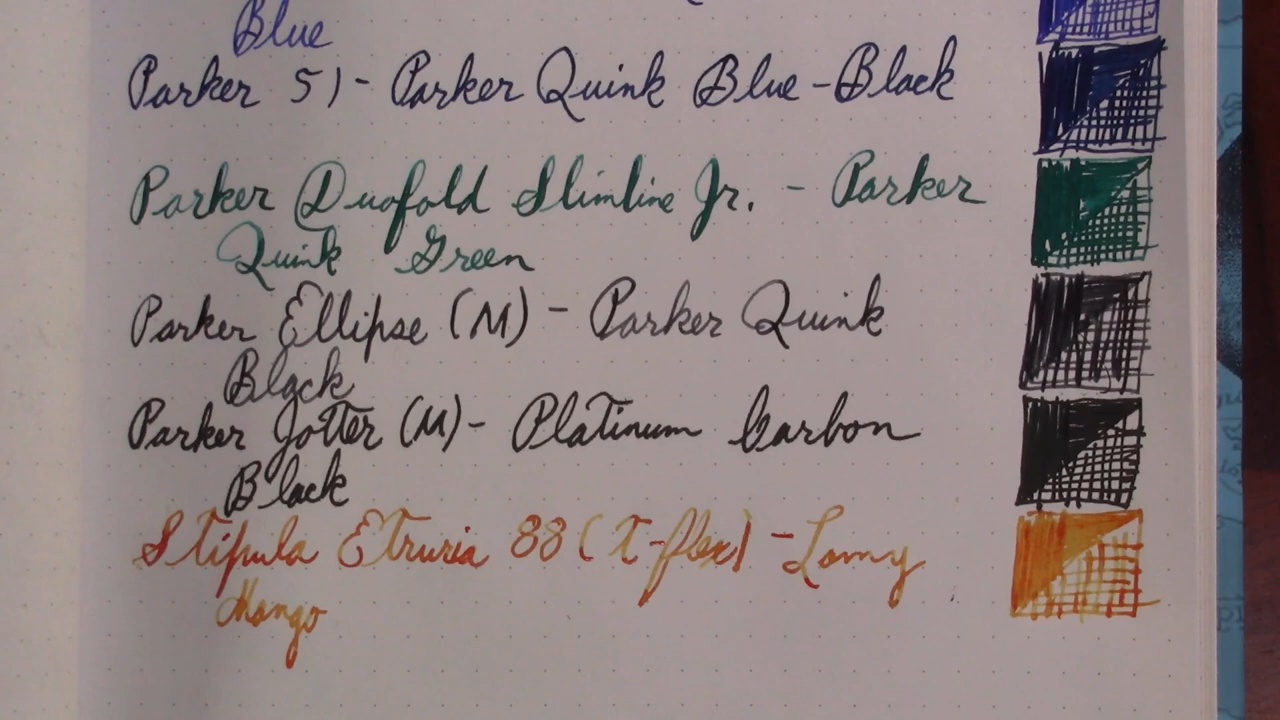 Blue
Parker 51 - Parker Quink Blue-Black
Parker Duofold Slimline Jr. - Parker
Quink Green
Parker Ellipse (M) - Parker Quink
Black
Parker Jotter (M) - Platinum Carbon
Black
Stipula Etruria 88 (T-flex) - Lamy
Mango